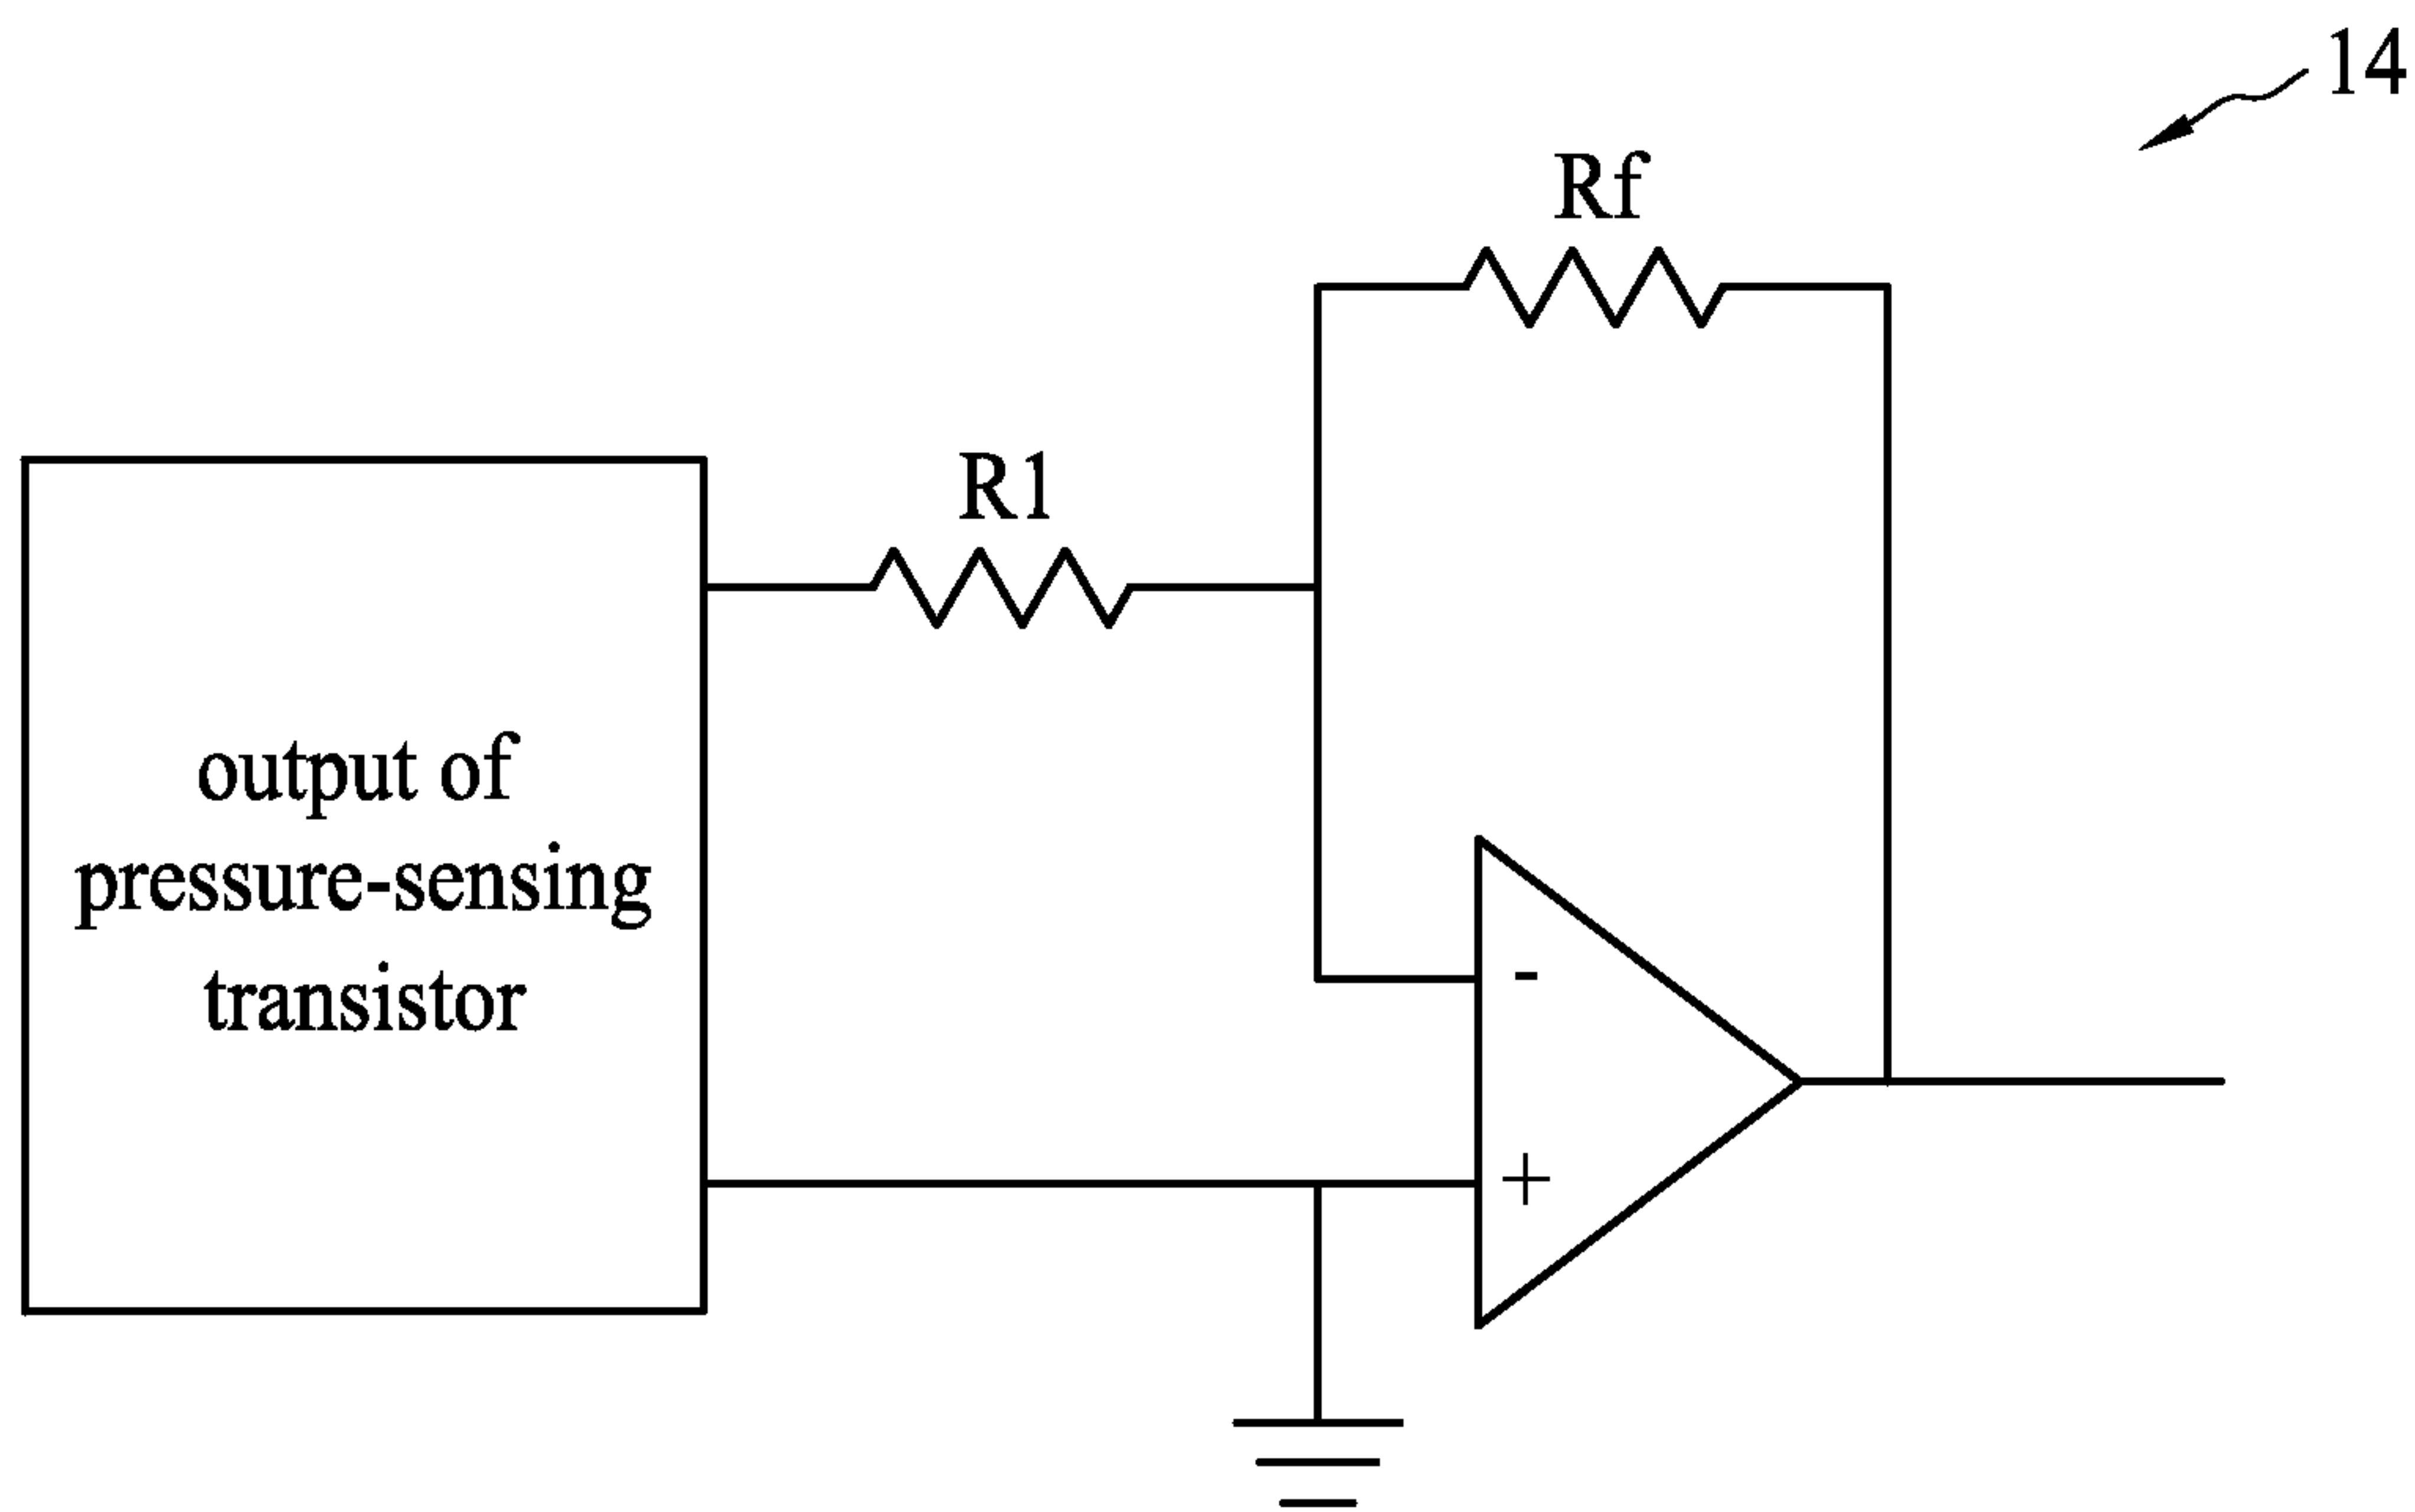 14
Rf
R1
output of
pressure-sensing
transistor
-
+